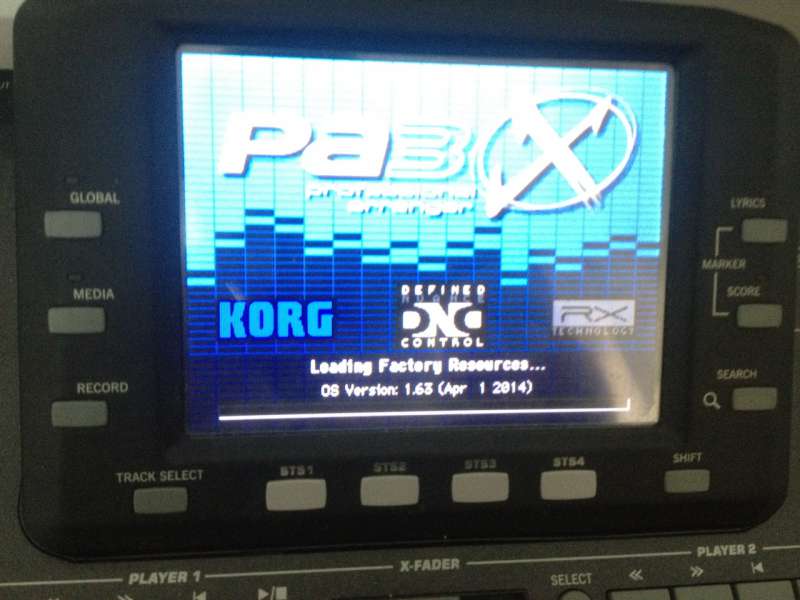 Pa3X
professional
arranger
KORG
DEFINED
NUANCE
DNC
CONTROL
RX
TECHNOLOGY
Loading Factory Resources...
OS Version: 1.63 (Apr 1 2014)
GLOBAL
MEDIA
RECORD
TRACK SELECT
STS1
STS2
STS3
STS4
SHIFT
LYRICS
MARKER
SCORE
SEARCH
PLAYER 1
X-FADER
SELECT
PLAYER 2